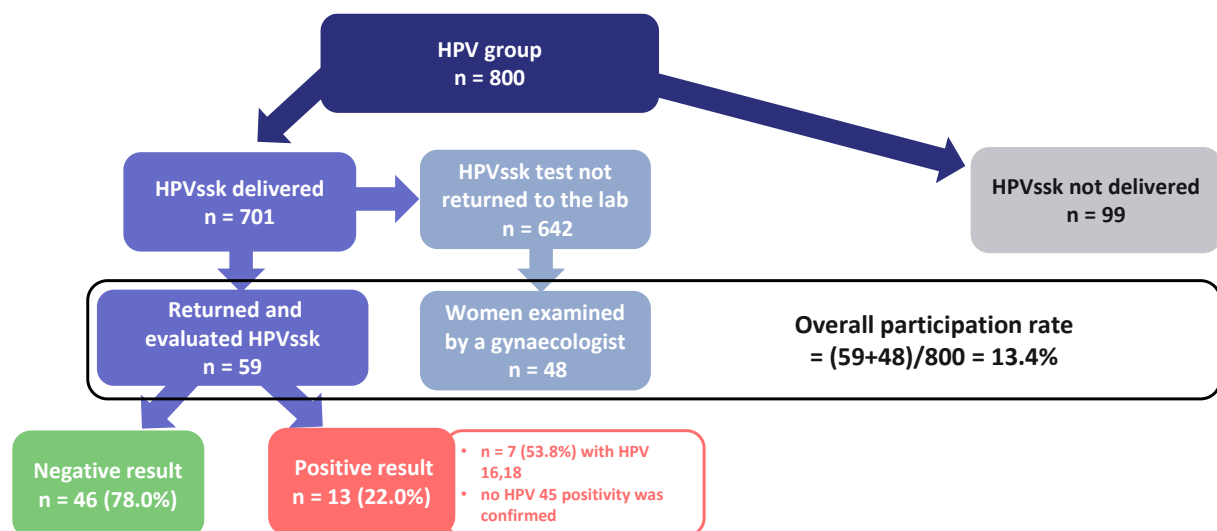 HPV group
n = 800
HPVssk delivered
n = 701
HPVssk test not
returned to the lab
n = 642
HPVssk not delivered
n = 99
Returned and
evaluated HPVssk
n = 59
Women examined
by a gynaecologist
n = 48
Overall participation rate
= (59+48)/800 = 13.4%
Negative result
n = 46 (78.0%)
Positive result
n = 13 (22.0%)
• n = 7 (53.8%) with HPV
16,18
• no HPV 45 positivity was
confirmed